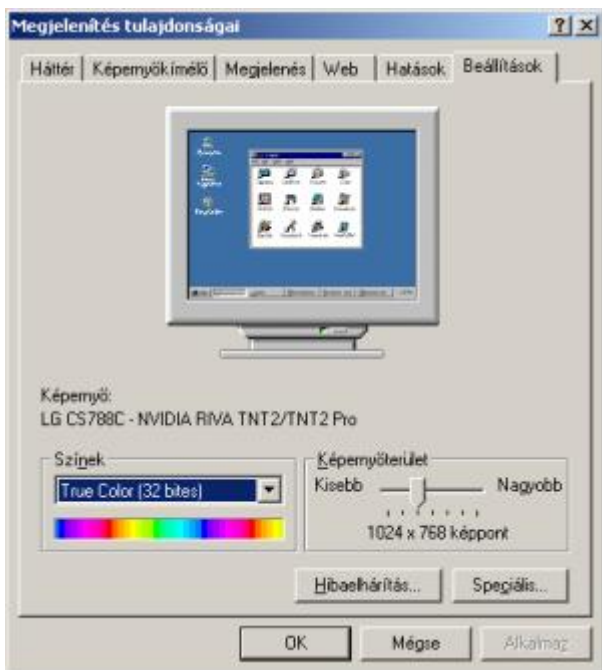 Megjelenítés tulajdonságai
Háttér Képernyőkímélő Megjelenés Web Hatások Beállítások
Képernyő:
LG CS788C - NVIDIA RIVA TNT2/TNT2 Pro
Színek
True Color (32 bites)
Képernyőterület
Kisebb Nagyobb
1024 x 768 képpont
Hibaelhárítás... Speciális...
OK Mégse Alkalmaz